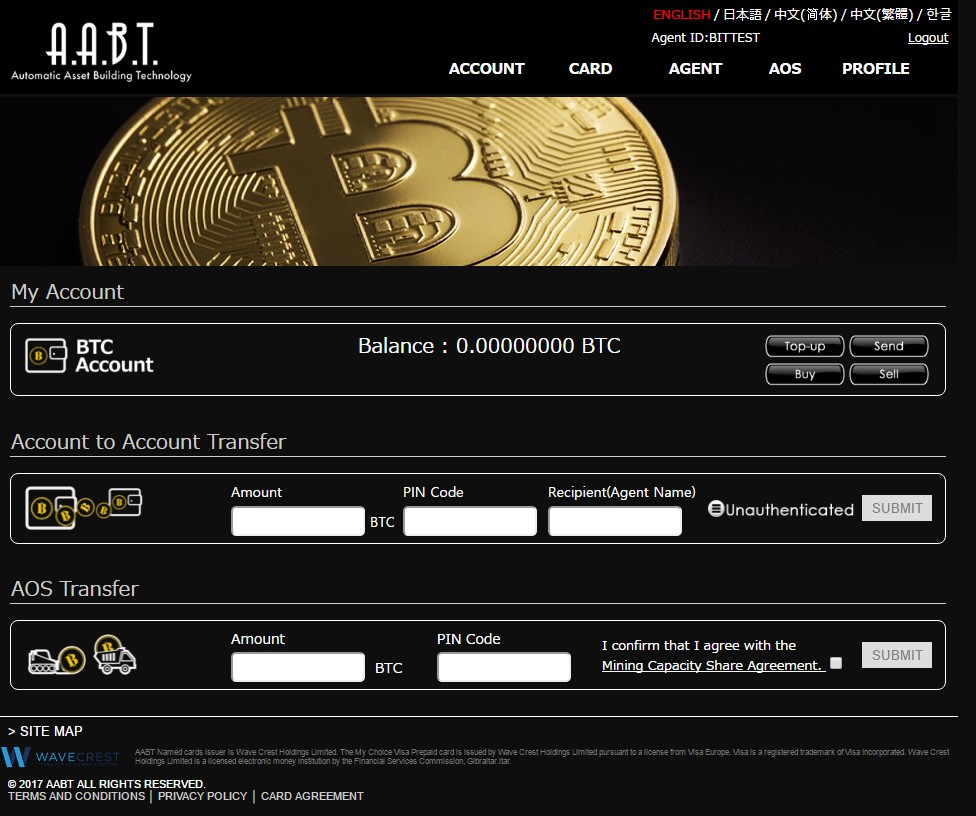 ENGLISH / 日本語 / 中文(简体) / 中文(繁體) / 한글
A.A.B.T.
Automatic Asset Building Technology
Agent ID:BITTEST
Logout
ACCOUNT CARD AGENT AOS PROFILE
My Account
BTC
Account
Balance : 0.00000000 BTC
Top-up Send
Buy Sell
Account to Account Transfer
Amount PIN Code Recipient(Agent Name)
BTC
Unauthenticated SUBMIT
AOS Transfer
Amount PIN Code
BTC
I confirm that I agree with the
Mining Capacity Share Agreement.
SUBMIT
> SITE MAP
WAVECREST
AABT Named cards issuer is Wave Crest Holdings Limited. The My Choice Visa Prepaid card is issued by Wave Crest Holdings Limited pursuant to a license from Visa Europe. Visa is a registered trademark of Visa Incorporated. Wave Crest
Holdings Limited is a licensed electronic money institution by the Financial Services Commission, Gibraltar.itar.
© 2017 AABT ALL RIGHTS RESERVED.
TERMS AND CONDITIONS | PRIVACY POLICY | CARD AGREEMENT